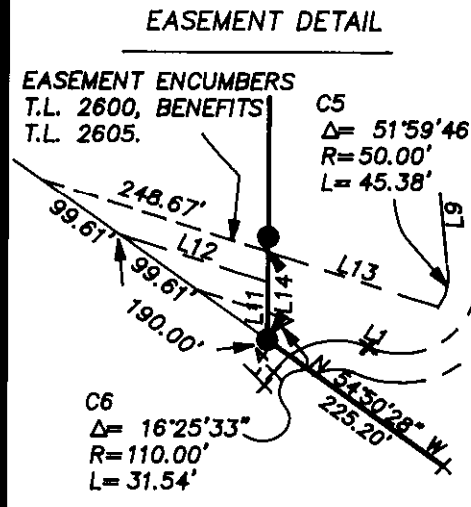 EASEMENT DETAIL
EASEMENT ENCUMBERS
T.L. 2600, BENEFITS
T.L. 2605.
C5
Δ= 51°59'46
R=50.00'
L=45.38'
L9
248.67'
99.61'
L12
L13
99.61'
L11
L14
190.00'
L1
N 54°50'28" W
225.20'
C6
Δ= 16°25'33"
R=110.00'
L=31.54'